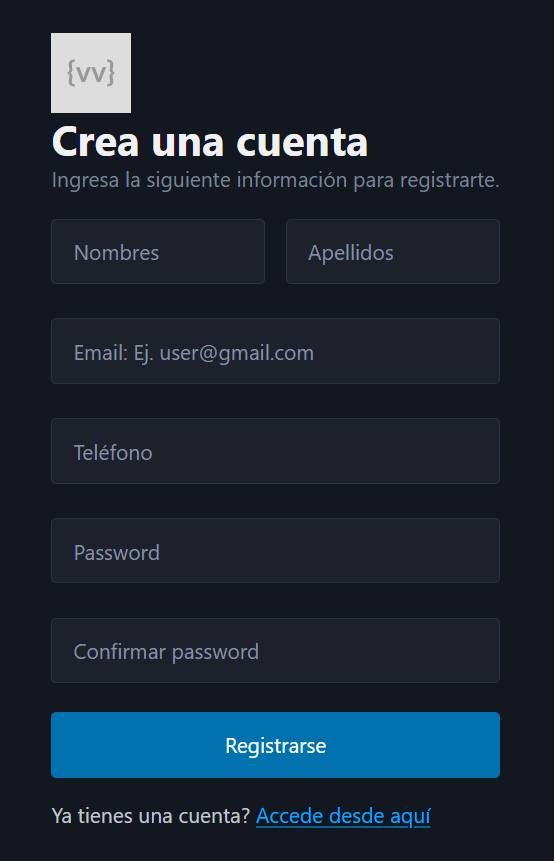 {vv}
Crea una cuenta
Ingresa la siguiente información para registrarte.
Nombres
Apellidos
Email: Ej. user@gmail.com
Teléfono
Password
Confirmar password
Registrarse
Ya tienes una cuenta? Accede desde aquí